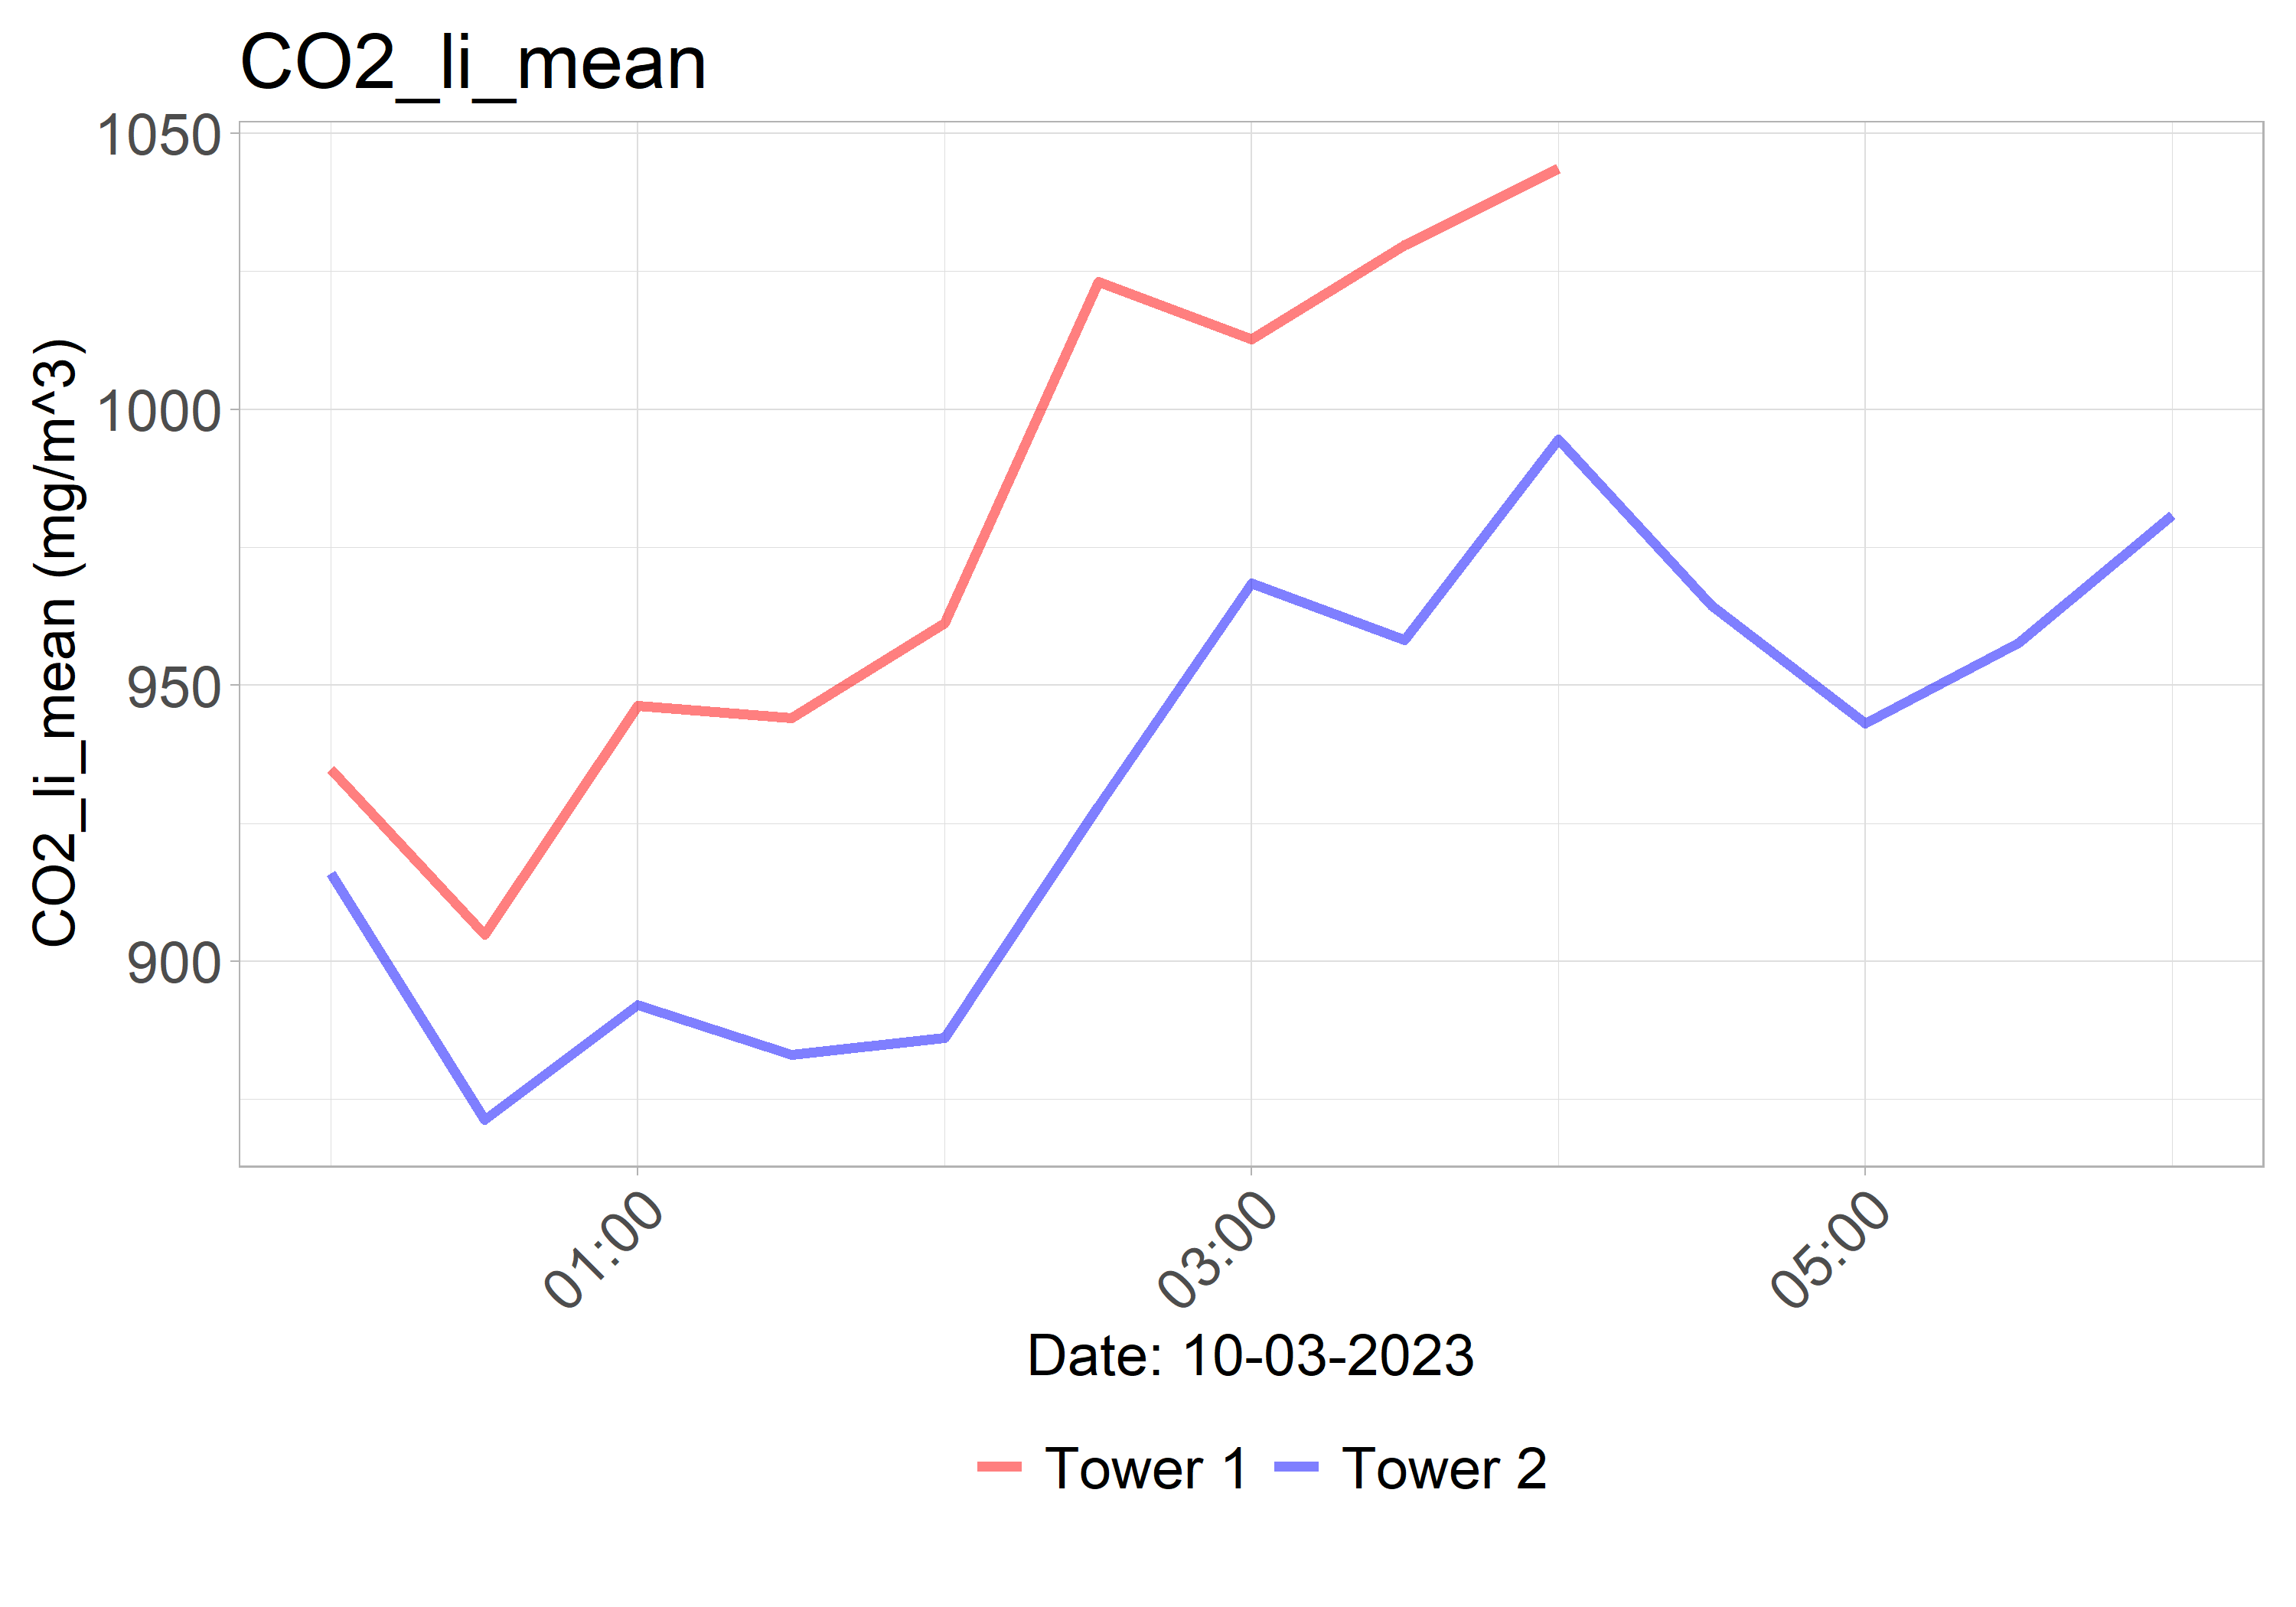 CO2_li_mean
1050
1000
950
900
CO2_li_mean (mg/m^3)
01:00
03:00
05:00
Date: 10-03-2023
Tower 1
Tower 2